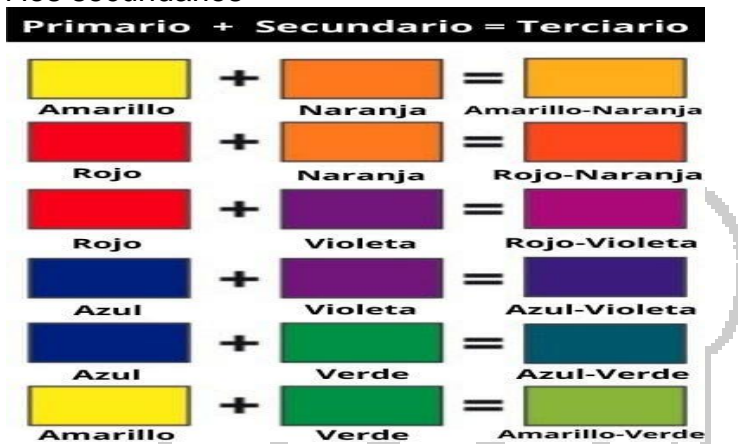 Primario + Secundario = Terciario
+ =
Amarillo Naranja Amarillo-Naranja
+ =
Rojo Naranja Rojo-Naranja
+ =
Rojo Violeta Rojo-Violeta
+ =
Azul Violeta Azul-Violeta
+ =
Azul Verde Azul-Verde
+ =
Amarillo Verde Amarillo-Verde